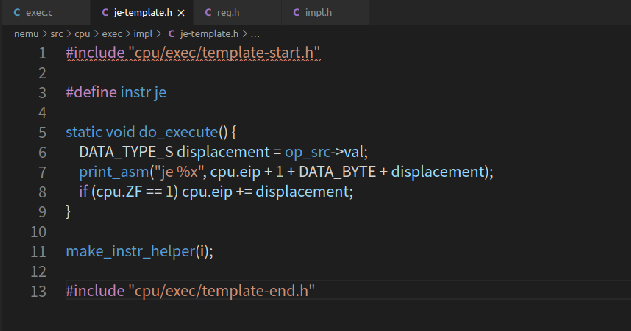 exec.c je-template.h × reg.h impl.h
nemu > src > cpu > exec > impl > je-template.h > ...
1 #include "cpu/exec/template-start.h"
2
3 #define instr je
4
5 static void do_execute() {
6 DATA_TYPE_S displacement = op_src->val;
7 print_asm("je %x", cpu.eip + 1 + DATA_BYTE + displacement);
8 if (cpu.ZF == 1) cpu.eip += displacement;
9 }
10
11 make_instr_helper(i);
12
13 #include "cpu/exec/template-end.h"